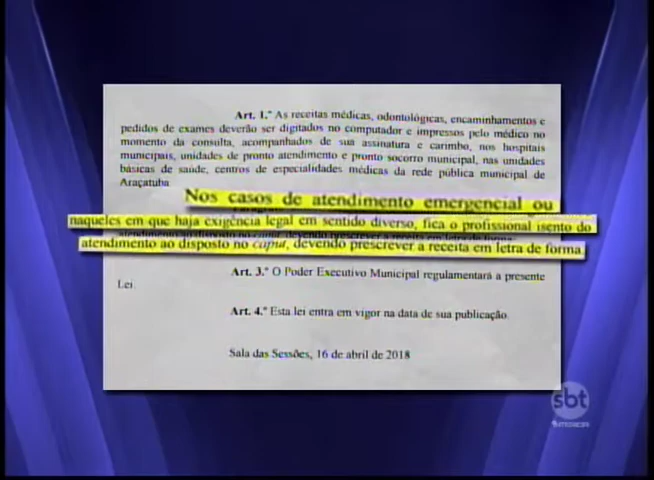 Art. 1.º As receitas médicas, odontológicas, encaminhamentos e
pedidos de exames deverão ser digitados no computador e impressos pelo médico no
momento da consulta, acompanhados de sua assinatura e carimbo, nos hospitais
municipais, unidades de pronto atendimento e pronto socorro municipal, nas unidades
básicas de saúde, centros de especialidades médicas da rede pública municipal de
Araçatuba
Nos casos de atendimento emergencial ou
naqueles em que haja exigência legal em sentido diverso, fica o profissional isento do
atendimento ao disposto no caput, devendo prescrever a receita em letra de forma
Art. 3.º O Poder Executivo Municipal regulamentará a presente
Lei
Art. 4.º Esta lei entra em vigor na data de sua publicação
Sala das Sessões, 16 de abril de 2018
sbt